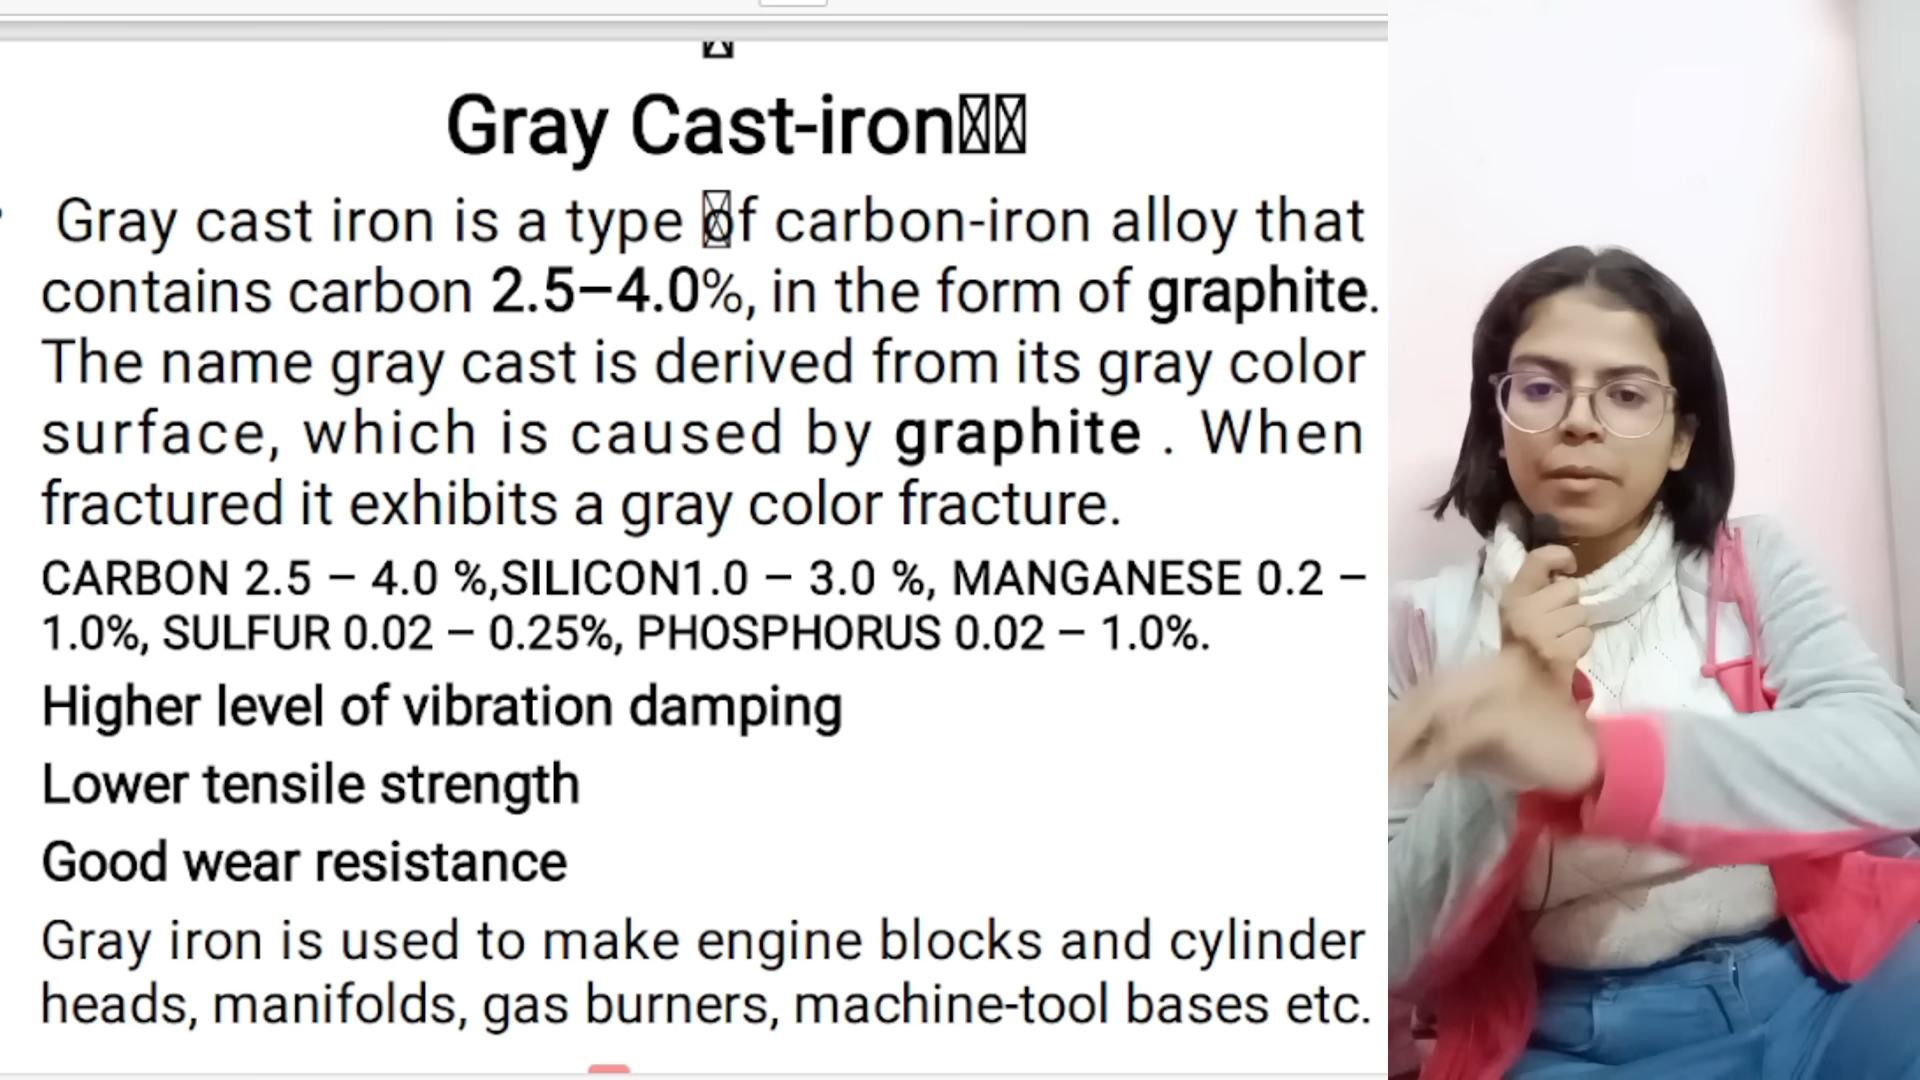 Gray Cast-iron
Gray cast iron is a type of carbon-iron alloy that
contains carbon 2.5–4.0%, in the form of graphite.
The name gray cast is derived from its gray color
surface, which is caused by graphite . When
fractured it exhibits a gray color fracture.
CARBON 2.5 – 4.0 %,SILICON1.0 – 3.0 %, MANGANESE 0.2 –
1.0%, SULFUR 0.02 – 0.25%, PHOSPHORUS 0.02 – 1.0%.
Higher level of vibration damping
Lower tensile strength
Good wear resistance
Gray iron is used to make engine blocks and cylinder
heads, manifolds, gas burners, machine-tool bases etc.